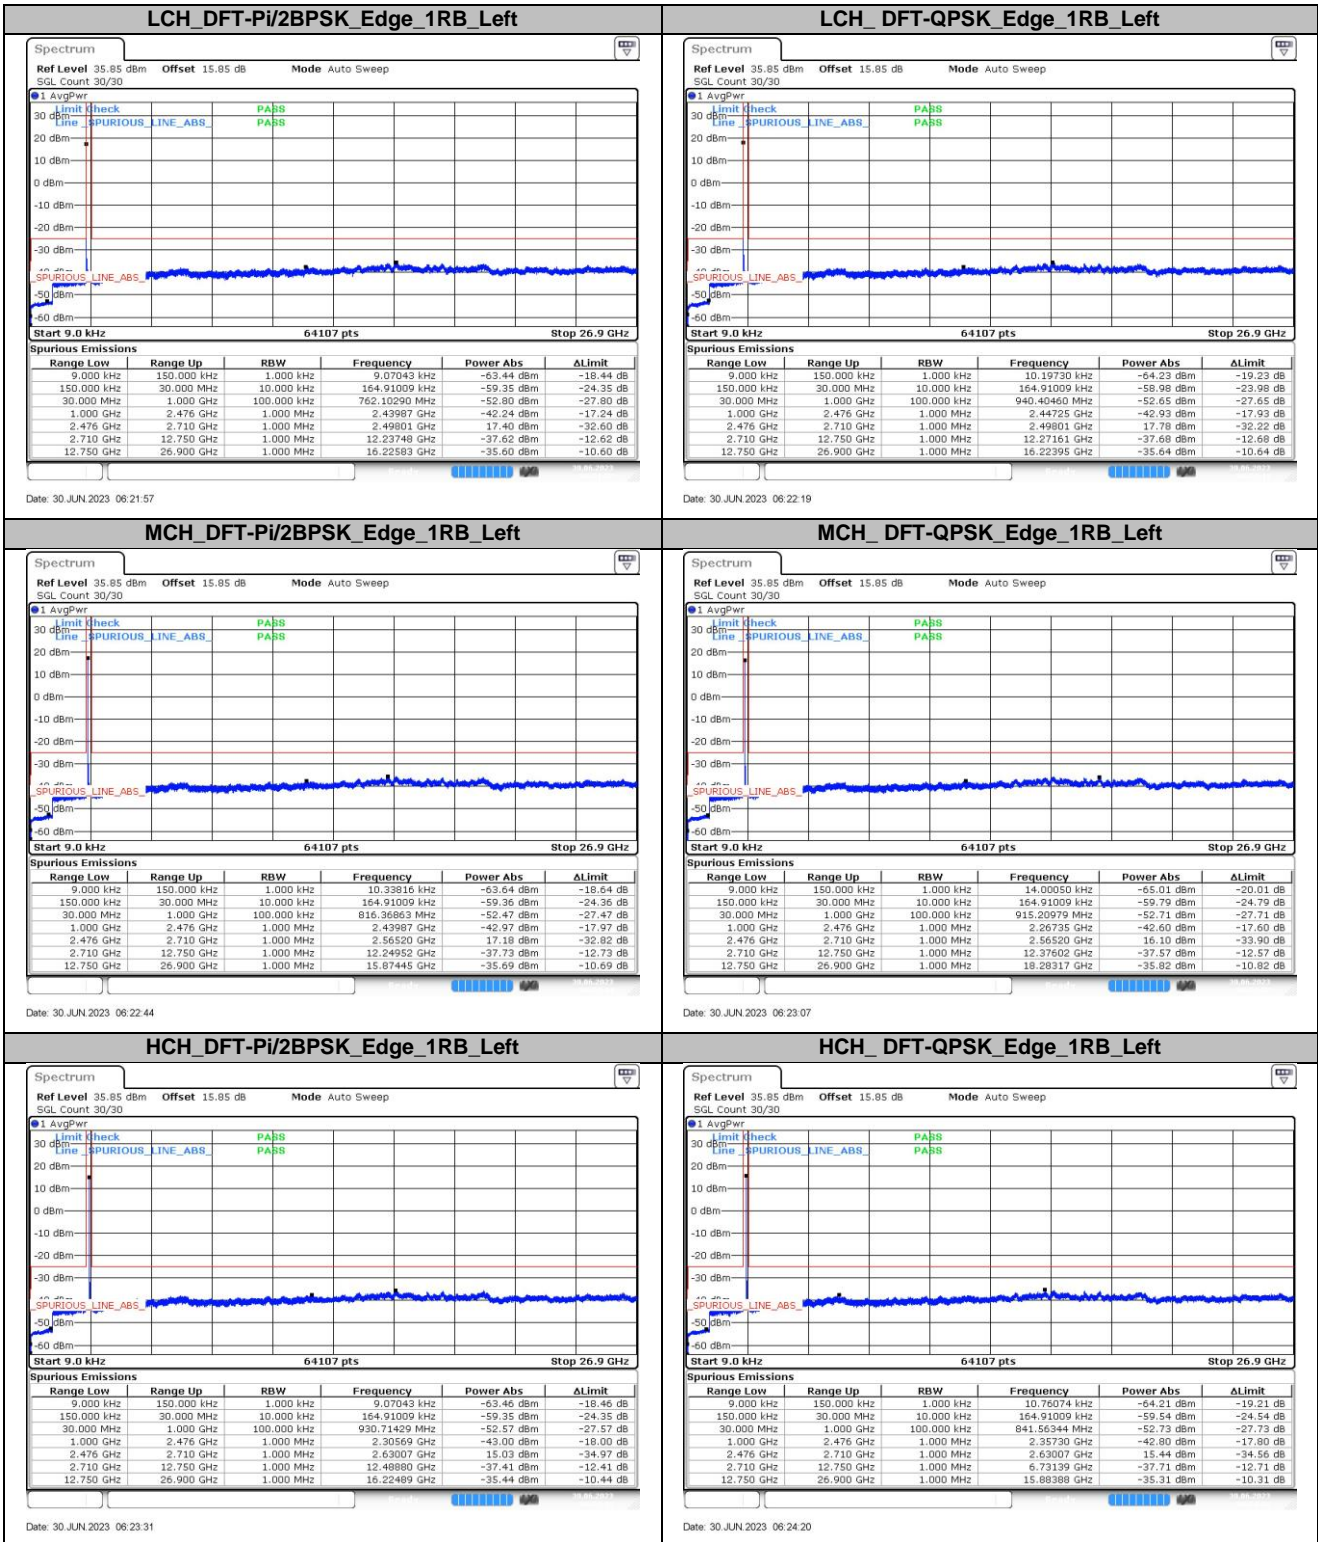 LCH_DFT-Pi/2BPSK_Edge_1RB_Left
Spectrum
Ref Level 35.85 dBm Offset 15.85 dB Mode Auto Sweep
SGL Count 30/30
1 AvgPwr
Limit Check PASS
30 dBm
Line _SPURIOUS_LINE_ABS_ PASS
20 dBm
10 dBm
0 dBm
-10 dBm
-20 dBm
-30 dBm
_SPURIOUS_LINE_ABS_
-50 dBm
-60 dBm
Start 9.0 kHz 64107 pts Stop 26.9 GHz
Spurious Emissions
Range Low Range Up RBW Frequency Power Abs ΔLimit
9.000 kHz 150.000 kHz 1.000 kHz 9.07043 kHz -63.44 dBm -18.44 dB
150.000 kHz 30.000 MHz 10.000 kHz 164.91009 kHz -59.35 dBm -24.35 dB
30.000 MHz 1.000 GHz 100.000 kHz 762.10290 MHz -52.80 dBm -27.80 dB
1.000 GHz 2.476 GHz 1.000 MHz 2.43987 GHz -42.24 dBm -17.24 dB
2.476 GHz 2.710 GHz 1.000 MHz 2.49801 GHz 17.40 dBm -32.60 dB
2.710 GHz 12.750 GHz 1.000 MHz 12.23748 GHz -37.62 dBm -12.62 dB
12.750 GHz 26.900 GHz 1.000 MHz 16.22583 GHz -35.60 dBm -10.60 dB
Date: 30.JUN.2023 06:21:57
LCH_ DFT-QPSK_Edge_1RB_Left
Spectrum
Ref Level 35.85 dBm Offset 15.85 dB Mode Auto Sweep
SGL Count 30/30
1 AvgPwr
Limit Check PASS
30 dBm
Line _SPURIOUS_LINE_ABS_ PASS
20 dBm
10 dBm
0 dBm
-10 dBm
-20 dBm
-30 dBm
_SPURIOUS_LINE_ABS_
-50 dBm
-60 dBm
Start 9.0 kHz 64107 pts Stop 26.9 GHz
Spurious Emissions
Range Low Range Up RBW Frequency Power Abs ΔLimit
9.000 kHz 150.000 kHz 1.000 kHz 10.19730 kHz -64.23 dBm -19.23 dB
150.000 kHz 30.000 MHz 10.000 kHz 164.91009 kHz -58.98 dBm -23.98 dB
30.000 MHz 1.000 GHz 100.000 kHz 940.40460 MHz -52.65 dBm -27.65 dB
1.000 GHz 2.476 GHz 1.000 MHz 2.44725 GHz -42.93 dBm -17.93 dB
2.476 GHz 2.710 GHz 1.000 MHz 2.49801 GHz 17.78 dBm -32.22 dB
2.710 GHz 12.750 GHz 1.000 MHz 12.27161 GHz -37.68 dBm -12.68 dB
12.750 GHz 26.900 GHz 1.000 MHz 16.22395 GHz -35.64 dBm -10.64 dB
Date: 30.JUN.2023 06:22:19
MCH_DFT-Pi/2BPSK_Edge_1RB_Left
Spectrum
Ref Level 35.85 dBm Offset 15.85 dB Mode Auto Sweep
SGL Count 30/30
1 AvgPwr
Limit Check PASS
30 dBm
Line _SPURIOUS_LINE_ABS_ PASS
20 dBm
10 dBm
0 dBm
-10 dBm
-20 dBm
-30 dBm
_SPURIOUS_LINE_ABS_
-50 dBm
-60 dBm
Start 9.0 kHz 64107 pts Stop 26.9 GHz
Spurious Emissions
Range Low Range Up RBW Frequency Power Abs ΔLimit
9.000 kHz 150.000 kHz 1.000 kHz 10.33816 kHz -63.64 dBm -18.64 dB
150.000 kHz 30.000 MHz 10.000 kHz 164.91009 kHz -59.36 dBm -24.36 dB
30.000 MHz 1.000 GHz 100.000 kHz 816.36863 MHz -52.47 dBm -27.47 dB
1.000 GHz 2.476 GHz 1.000 MHz 2.43987 GHz -42.97 dBm -17.97 dB
2.476 GHz 2.710 GHz 1.000 MHz 2.56520 GHz 17.18 dBm -32.82 dB
2.710 GHz 12.750 GHz 1.000 MHz 12.24952 GHz -37.73 dBm -12.73 dB
12.750 GHz 26.900 GHz 1.000 MHz 15.87445 GHz -35.69 dBm -10.69 dB
Date: 30.JUN.2023 06:22:44
MCH_ DFT-QPSK_Edge_1RB_Left
Spectrum
Ref Level 35.85 dBm Offset 15.85 dB Mode Auto Sweep
SGL Count 30/30
1 AvgPwr
Limit Check PASS
30 dBm
Line _SPURIOUS_LINE_ABS_ PASS
20 dBm
10 dBm
0 dBm
-10 dBm
-20 dBm
-30 dBm
_SPURIOUS_LINE_ABS_
-50 dBm
-60 dBm
Start 9.0 kHz 64107 pts Stop 26.9 GHz
Spurious Emissions
Range Low Range Up RBW Frequency Power Abs ΔLimit
9.000 kHz 150.000 kHz 1.000 kHz 14.00050 kHz -65.01 dBm -20.01 dB
150.000 kHz 30.000 MHz 10.000 kHz 164.91009 kHz -59.79 dBm -24.79 dB
30.000 MHz 1.000 GHz 100.000 kHz 915.20979 MHz -52.71 dBm -27.71 dB
1.000 GHz 2.476 GHz 1.000 MHz 2.26735 GHz -42.60 dBm -17.60 dB
2.476 GHz 2.710 GHz 1.000 MHz 2.56520 GHz 16.10 dBm -33.90 dB
2.710 GHz 12.750 GHz 1.000 MHz 12.37602 GHz -37.57 dBm -12.57 dB
12.750 GHz 26.900 GHz 1.000 MHz 18.28317 GHz -35.82 dBm -10.82 dB
Date: 30.JUN.2023 06:23:07
HCH_DFT-Pi/2BPSK_Edge_1RB_Left
Spectrum
Ref Level 35.85 dBm Offset 15.85 dB Mode Auto Sweep
SGL Count 30/30
1 AvgPwr
Limit Check PASS
30 dBm
Line _SPURIOUS_LINE_ABS_ PASS
20 dBm
10 dBm
0 dBm
-10 dBm
-20 dBm
-30 dBm
_SPURIOUS_LINE_ABS_
-50 dBm
-60 dBm
Start 9.0 kHz 64107 pts Stop 26.9 GHz
Spurious Emissions
Range Low Range Up RBW Frequency Power Abs ΔLimit
9.000 kHz 150.000 kHz 1.000 kHz 9.07043 kHz -63.46 dBm -18.46 dB
150.000 kHz 30.000 MHz 10.000 kHz 164.91009 kHz -59.35 dBm -24.35 dB
30.000 MHz 1.000 GHz 100.000 kHz 930.71429 MHz -52.57 dBm -27.57 dB
1.000 GHz 2.476 GHz 1.000 MHz 2.30569 GHz -43.00 dBm -18.00 dB
2.476 GHz 2.710 GHz 1.000 MHz 2.63007 GHz 15.03 dBm -34.97 dB
2.710 GHz 12.750 GHz 1.000 MHz 12.48880 GHz -37.41 dBm -12.41 dB
12.750 GHz 26.900 GHz 1.000 MHz 16.22489 GHz -35.44 dBm -10.44 dB
Date: 30.JUN.2023 06:23:31
HCH_ DFT-QPSK_Edge_1RB_Left
Spectrum
Ref Level 35.85 dBm Offset 15.85 dB Mode Auto Sweep
SGL Count 30/30
1 AvgPwr
Limit Check PASS
30 dBm
Line _SPURIOUS_LINE_ABS_ PASS
20 dBm
10 dBm
0 dBm
-10 dBm
-20 dBm
-30 dBm
_SPURIOUS_LINE_ABS_
-50 dBm
-60 dBm
Start 9.0 kHz 64107 pts Stop 26.9 GHz
Spurious Emissions
Range Low Range Up RBW Frequency Power Abs ΔLimit
9.000 kHz 150.000 kHz 1.000 kHz 10.76074 kHz -64.21 dBm -19.21 dB
150.000 kHz 30.000 MHz 10.000 kHz 164.91009 kHz -59.54 dBm -24.54 dB
30.000 MHz 1.000 GHz 100.000 kHz 841.56344 MHz -52.73 dBm -27.73 dB
1.000 GHz 2.476 GHz 1.000 MHz 2.35730 GHz -42.80 dBm -17.80 dB
2.476 GHz 2.710 GHz 1.000 MHz 2.63007 GHz 15.44 dBm -34.56 dB
2.710 GHz 12.750 GHz 1.000 MHz 6.73139 GHz -37.71 dBm -12.71 dB
12.750 GHz 26.900 GHz 1.000 MHz 15.88388 GHz -35.31 dBm -10.31 dB
Date: 30.JUN.2023 06:24:20